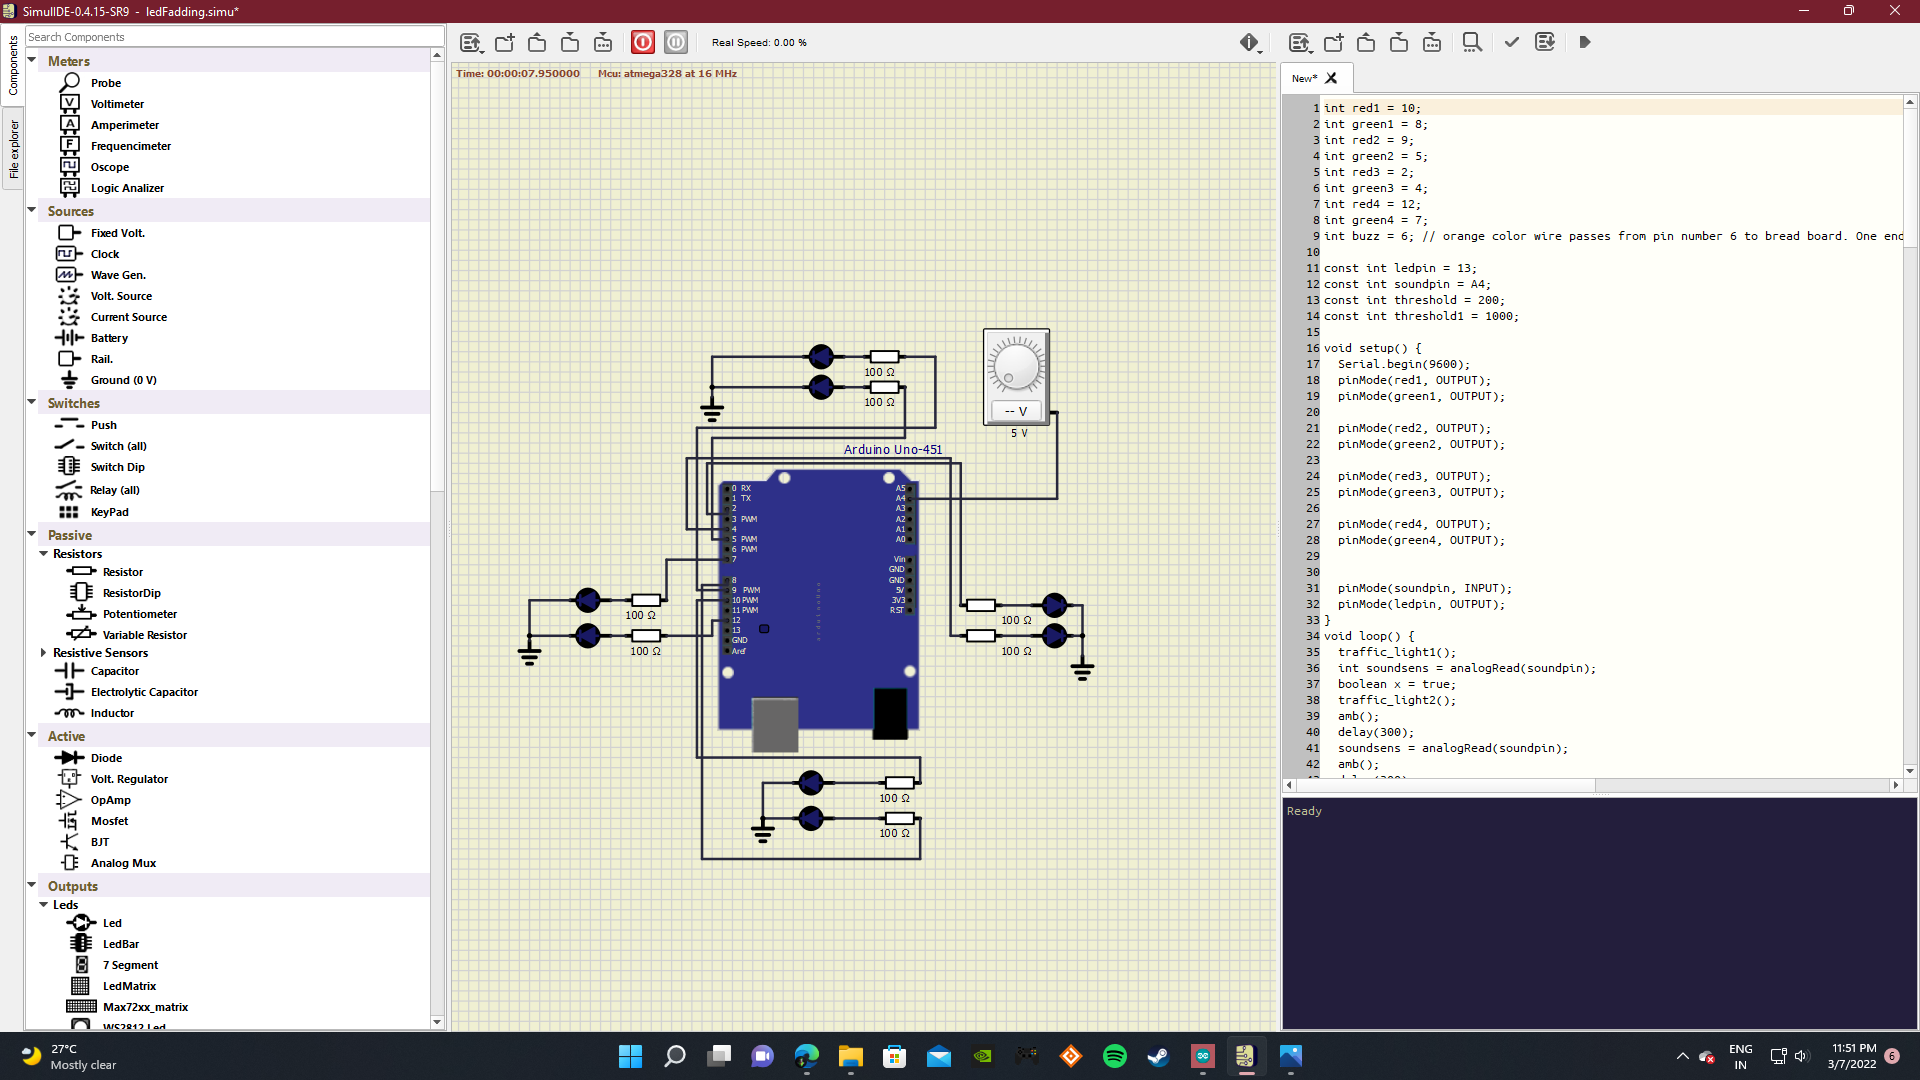 SimulIDE-0.4.15-SR9 - ledFadding.simu*
Components
File explorer
Search Components
Meters
Probe
Voltimeter
Amperimeter
Frequencimeter
Oscope
Logic Analizer
Sources
Fixed Volt.
Clock
Wave Gen.
Volt. Source
Current Source
Battery
Rail.
Ground (0 V)
Switches
Push
Switch (all)
Switch Dip
Relay (all)
KeyPad
Passive
Resistors
Resistor
ResistorDip
Potentiometer
Variable Resistor
Resistive Sensors
Capacitor
Electrolytic Capacitor
Inductor
Active
Diode
Volt. Regulator
OpAmp
Mosfet
BJT
Analog Mux
Outputs
Leds
Led
LedBar
7 Segment
LedMatrix
Max72xx_matrix
WS2812 Led
Real Speed: 0.00 %
Time: 00:00:07.950000 Mcu: atmega328 at 16 MHz
100 Ω
100 Ω
-- V
5 V
Arduino Uno-451
0 RX
1 TX
2
3 PWM
4
5 PWM
6 PWM
7
8
9 PWM
10 PWM
11 PWM
12
13
GND
Aref
A5
A4
A3
A2
A1
A0
Vin
GND
GND
5V
3V3
RST
100 Ω
100 Ω
100 Ω
100 Ω
100 Ω
100 Ω
New*
1 int red1 = 10;
2 int green1 = 8;
3 int red2 = 9;
4 int green2 = 5;
5 int red3 = 2;
6 int green3 = 4;
7 int red4 = 12;
8 int green4 = 7;
9 int buzz = 6; // orange color wire passes from pin number 6 to bread board. One end
10
11 const int ledpin = 13;
12 const int soundpin = A4;
13 const int threshold = 200;
14 const int threshold1 = 1000;
15
16 void setup() {
17 Serial.begin(9600);
18 pinMode(red1, OUTPUT);
19 pinMode(green1, OUTPUT);
20
21 pinMode(red2, OUTPUT);
22 pinMode(green2, OUTPUT);
23
24 pinMode(red3, OUTPUT);
25 pinMode(green3, OUTPUT);
26
27 pinMode(red4, OUTPUT);
28 pinMode(green4, OUTPUT);
29
30
31 pinMode(soundpin, INPUT);
32 pinMode(ledpin, OUTPUT);
33 }
34 void loop() {
35 traffic_light1();
36 int soundsens = analogRead(soundpin);
37 boolean x = true;
38 traffic_light2();
39 amb();
40 delay(300);
41 soundsens = analogRead(soundpin);
42 amb();
Ready
27°C
Mostly clear
ENG
IN
11:51 PM
3/7/2022
6